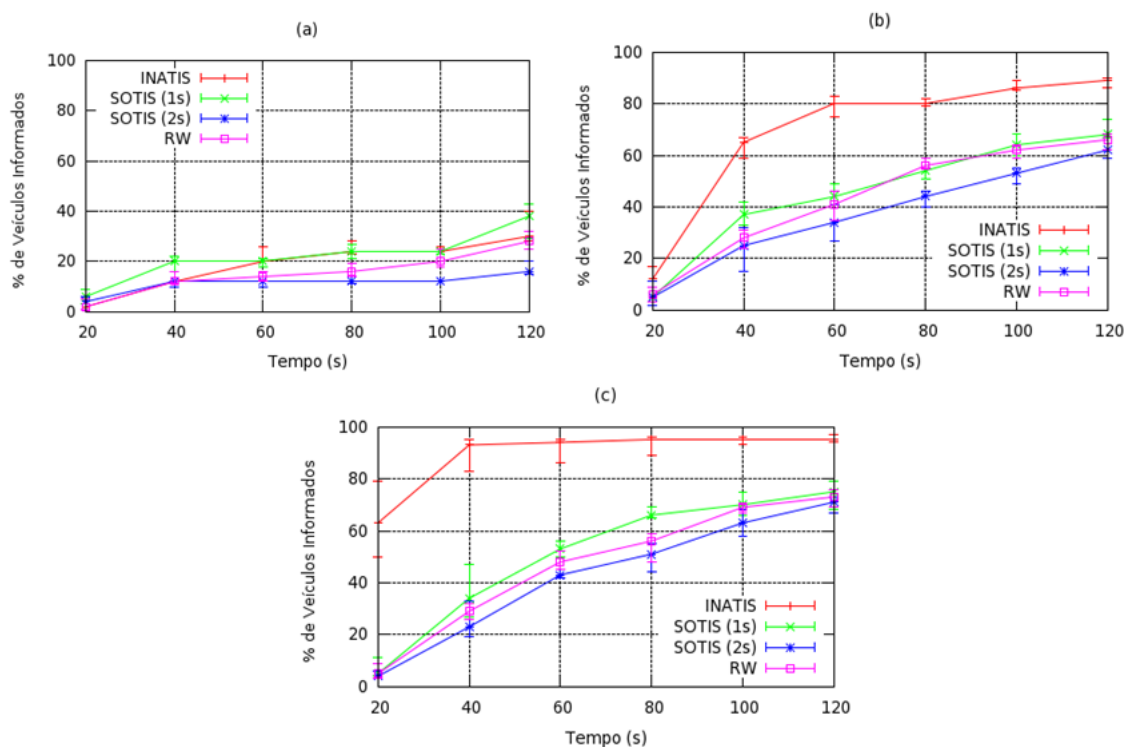 (a)
% de Veículos Informados
100
80
60
40
20
0
INATIS
SOTIS (1s)
SOTIS (2s)
RW
20 40 60 80 100 120
Tempo (s)
(b)
% de Veículos Informados
100
80
60
40
20
0
INATIS
SOTIS (1s)
SOTIS (2s)
RW
20 40 60 80 100 120
Tempo (s)
(c)
% de Veículos Informados
100
80
60
40
20
0
INATIS
SOTIS (1s)
SOTIS (2s)
RW
20 40 60 80 100 120
Tempo (s)